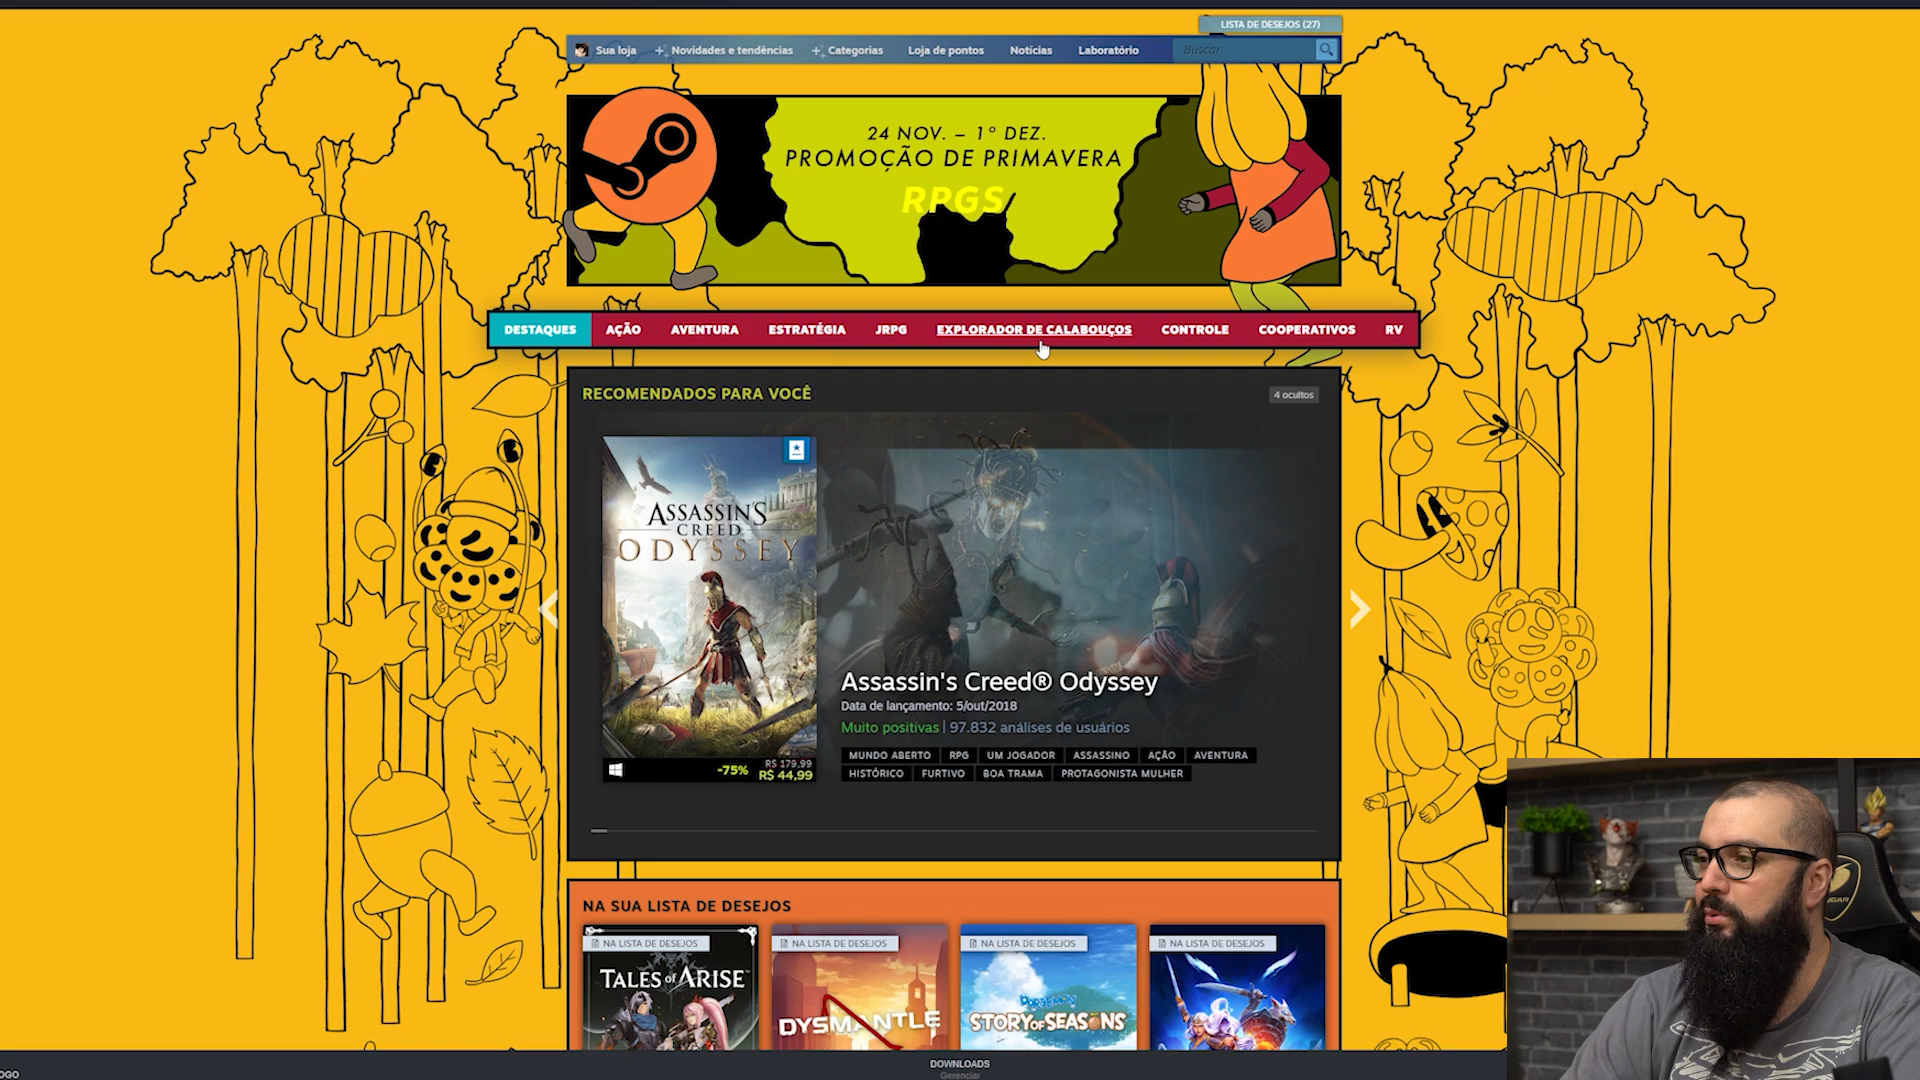 LISTA DE DESEJOS (27)
Sua loja Novidades e tendências Categorias Loja de pontos Notícias Laboratório Buscar
24 NOV. – 1º DEZ.
PROMOÇÃO DE PRIMAVERA
RPGS
DESTAQUES AÇÃO AVENTURA ESTRATÉGIA JRPG EXPLORADOR DE CALABOUÇOS CONTROLE COOPERATIVOS RV
RECOMENDADOS PARA VOCÊ
4 ocultos
ASSASSIN'S
CREED
ODYSSEY
-75% R$ 179,99
R$ 44,99
Assassin's Creed® Odyssey
Data de lançamento: 5/out/2018
Muito positivas | 97.832 análises de usuários
MUNDO ABERTO RPG UM JOGADOR ASSASSINO AÇÃO AVENTURA
HISTÓRICO FURTIVO BOA TRAMA PROTAGONISTA MULHER
NA SUA LISTA DE DESEJOS
NA LISTA DE DESEJOS NA LISTA DE DESEJOS NA LISTA DE DESEJOS NA LISTA DE DESEJOS
TALES of ARISE
DYSMANTLE
DORAEMON
STORY OF SEASONS
DOWNLOADS
Gerenciar
OGO